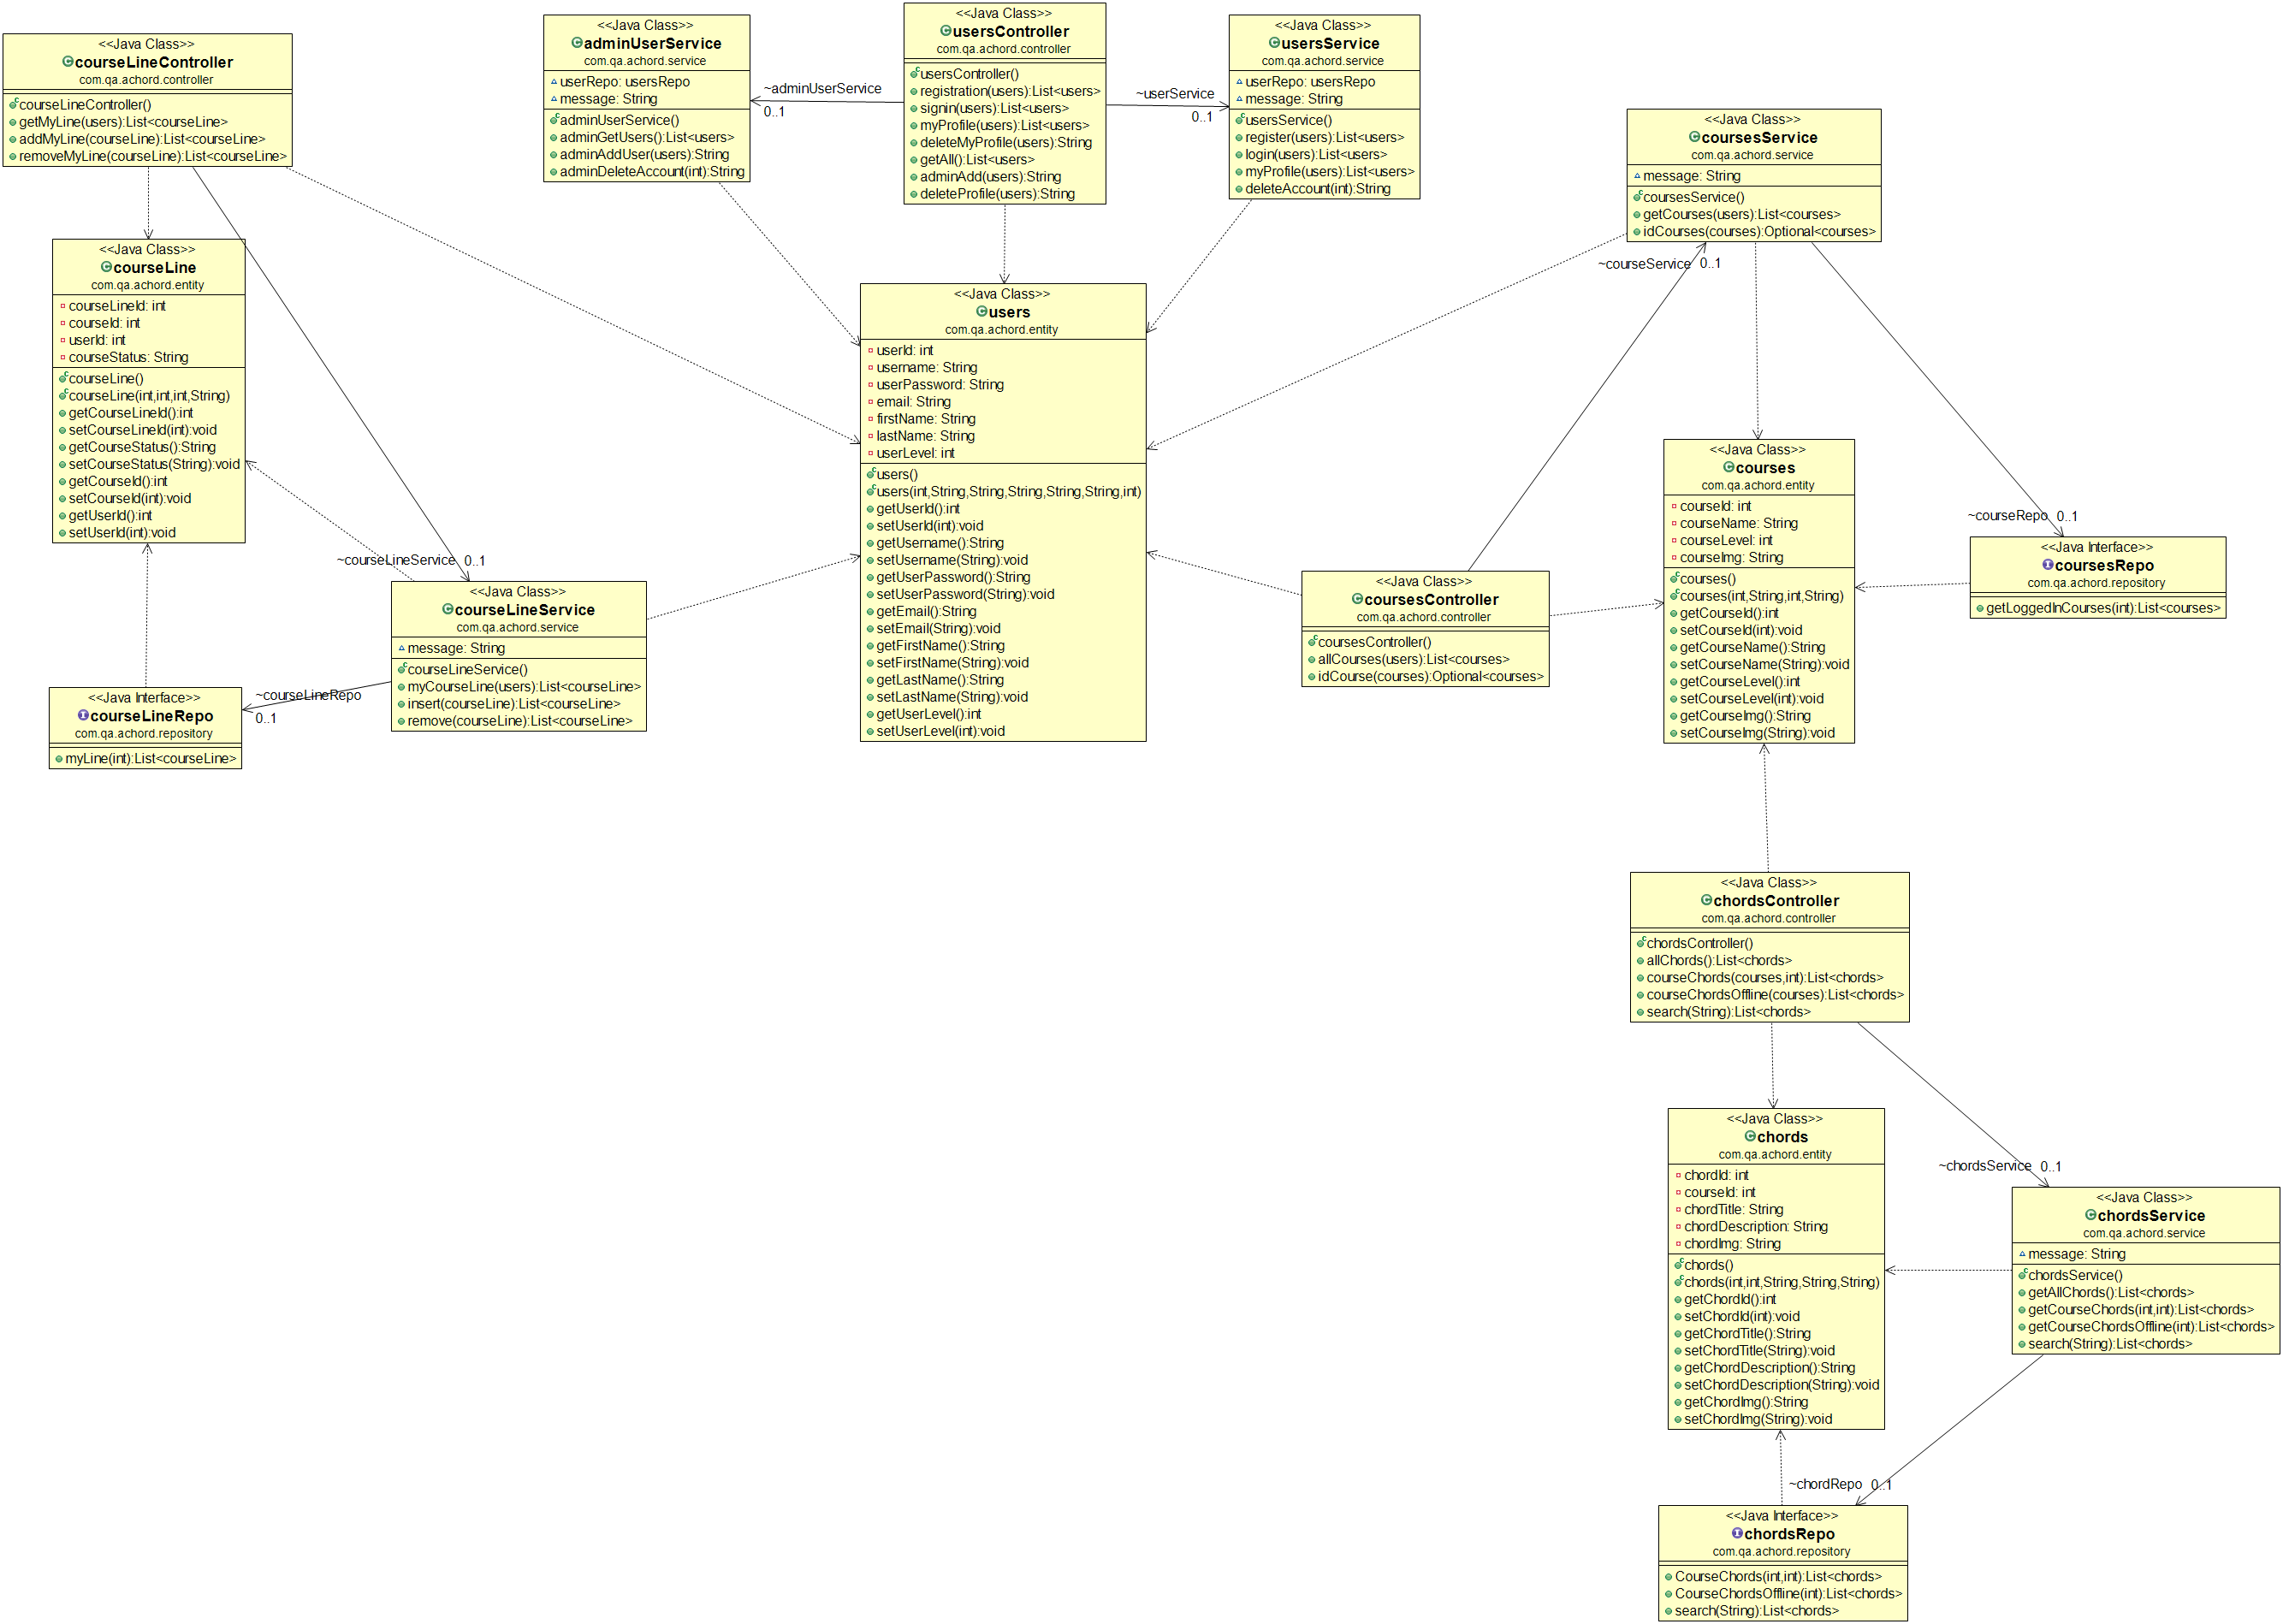 <<Java Class>>
courseLineController
com.qa.achord.controller
courseLineController()
getMyLine(users):List<courseLine>
addMyLine(courseLine):List<courseLine>
removeMyLine(courseLine):List<courseLine>
<<Java Class>>
adminUserService
com.qa.achord.service
userRepo: usersRepo
message: String
adminUserService()
adminGetUsers():List<users>
adminAddUser(users):String
adminDeleteAccount(int):String
~adminUserService
0..1
<<Java Class>>
usersController
com.qa.achord.controller
usersController()
registration(users):List<users>
signin(users):List<users>
myProfile(users):List<users>
deleteMyProfile(users):String
getAll():List<users>
adminAdd(users):String
deleteProfile(users):String
~userService
0..1
<<Java Class>>
usersService
com.qa.achord.service
userRepo: usersRepo
message: String
usersService()
register(users):List<users>
login(users):List<users>
myProfile(users):List<users>
deleteAccount(int):String
<<Java Class>>
coursesService
com.qa.achord.service
message: String
coursesService()
getCourses(users):List<courses>
idCourses(courses):Optional<courses>
~courseService 0..1
<<Java Class>>
courseLine
com.qa.achord.entity
courseLineId: int
courseId: int
userId: int
courseStatus: String
courseLine()
courseLine(int,int,int,String)
getCourseLineId():int
setCourseLineId(int):void
getCourseStatus():String
setCourseStatus(String):void
getCourseId():int
setCourseId(int):void
getUserId():int
setUserId(int):void
<<Java Class>>
users
com.qa.achord.entity
userId: int
username: String
userPassword: String
email: String
firstName: String
lastName: String
userLevel: int
users()
users(int,String,String,String,String,String,int)
getUserId():int
setUserId(int):void
getUsername():String
setUsername(String):void
getUserPassword():String
setUserPassword(String):void
getEmail():String
setEmail(String):void
getFirstName():String
setFirstName(String):void
getLastName():String
setLastName(String):void
getUserLevel():int
setUserLevel(int):void
<<Java Class>>
courses
com.qa.achord.entity
courseId: int
courseName: String
courseLevel: int
courseImg: String
courses()
courses(int,String,int,String)
getCourseId():int
setCourseId(int):void
getCourseName():String
setCourseName(String):void
getCourseLevel():int
setCourseLevel(int):void
getCourseImg():String
setCourseImg(String):void
~courseRepo 0..1
<<Java Interface>>
coursesRepo
com.qa.achord.repository
getLoggedInCourses(int):List<courses>
~courseLineService 0..1
<<Java Class>>
courseLineService
com.qa.achord.service
message: String
courseLineService()
myCourseLine(users):List<courseLine>
insert(courseLine):List<courseLine>
remove(courseLine):List<courseLine>
<<Java Class>>
coursesController
com.qa.achord.controller
coursesController()
allCourses(users):List<courses>
idCourse(courses):Optional<courses>
~courseLineRepo
0..1
<<Java Interface>>
courseLineRepo
com.qa.achord.repository
myLine(int):List<courseLine>
<<Java Class>>
chordsController
com.qa.achord.controller
chordsController()
allChords():List<chords>
courseChords(courses,int):List<chords>
courseChordsOffline(courses):List<chords>
search(String):List<chords>
<<Java Class>>
chords
com.qa.achord.entity
chordId: int
courseId: int
chordTitle: String
chordDescription: String
chordImg: String
chords()
chords(int,int,String,String,String)
getChordId():int
setChordId(int):void
getChordTitle():String
setChordTitle(String):void
getChordDescription():String
setChordDescription(String):void
getChordImg():String
setChordImg(String):void
~chordsService 0..1
<<Java Class>>
chordsService
com.qa.achord.service
message: String
chordsService()
getAllChords():List<chords>
getCourseChords(int,int):List<chords>
getCourseChordsOffline(int):List<chords>
search(String):List<chords>
~chordRepo 0..1
<<Java Interface>>
chordsRepo
com.qa.achord.repository
CourseChords(int,int):List<chords>
CourseChordsOffline(int):List<chords>
search(String):List<chords>